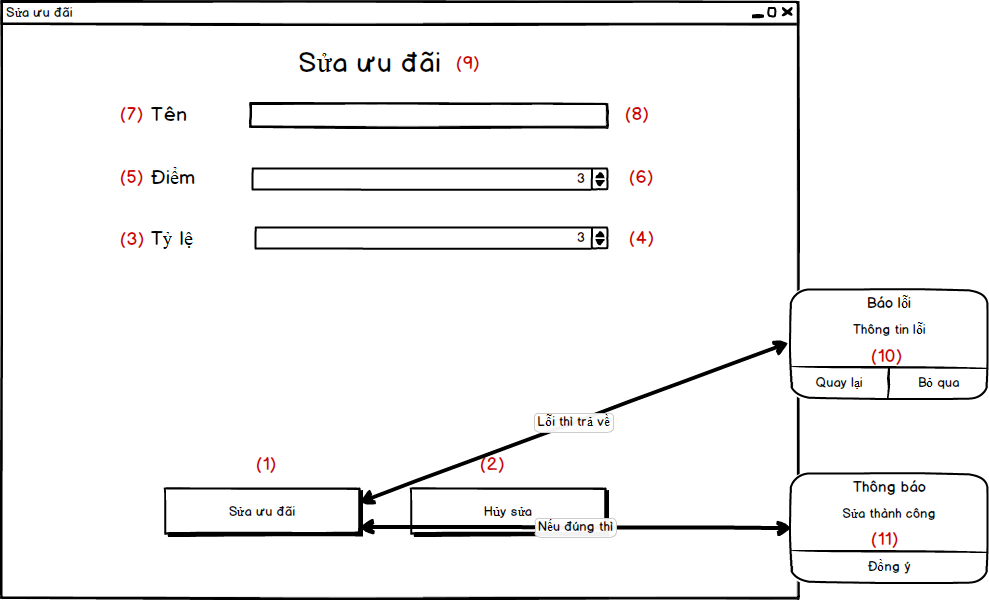 Sửa ưu đãi
Sửa ưu đãi (9)
(7) Tên (8)
(5) Điểm 3 (6)
(3) Tỷ lệ 3 (4)
Báo lỗi
Thông tin lỗi
(10)
Quay lại Bỏ qua
Lỗi thì trả về
(1) (2)
Sửa ưu đãi Hủy sửa
Nếu đúng thì
Thông báo
Sửa thành công
(11)
Đồng ý